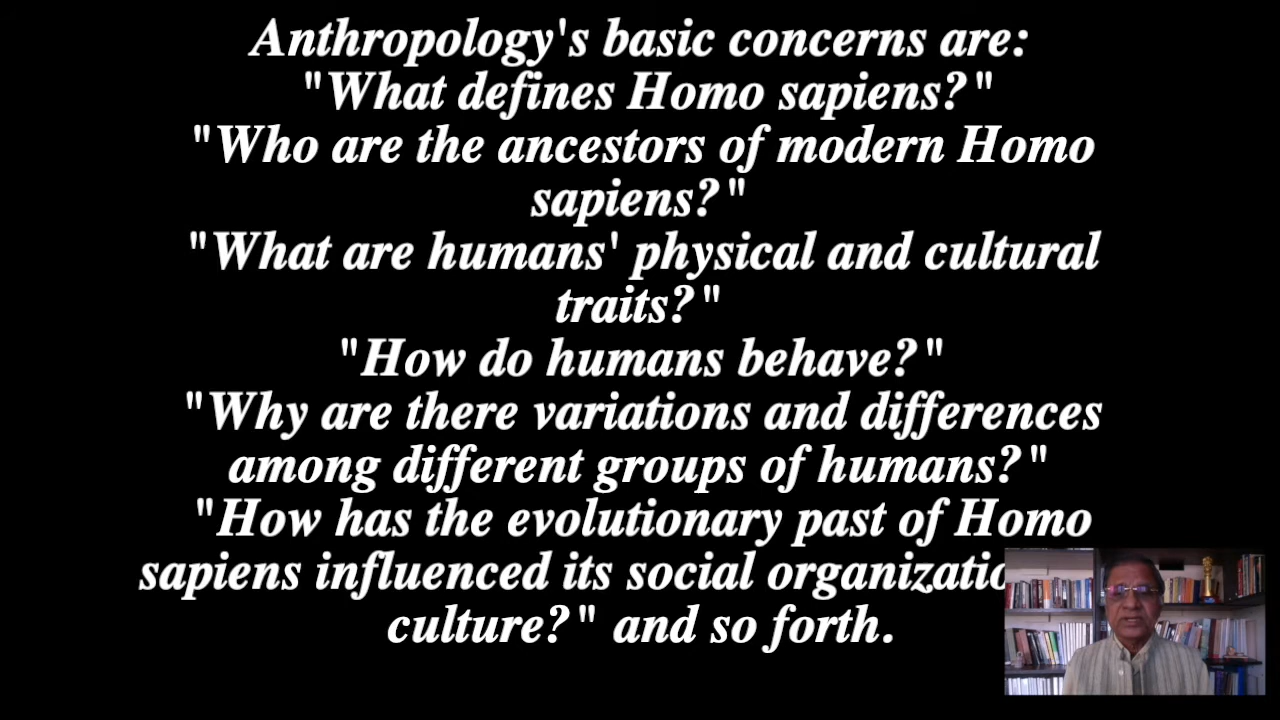 Anthropology's basic concerns are:
"What defines Homo sapiens?"
"Who are the ancestors of modern Homo
sapiens?"
"What are humans' physical and cultural
traits?"
"How do humans behave?"
"Why are there variations and differences
among different groups of humans?"
"How has the evolutionary past of Homo
sapiens influenced its social
culture?" and so forth.